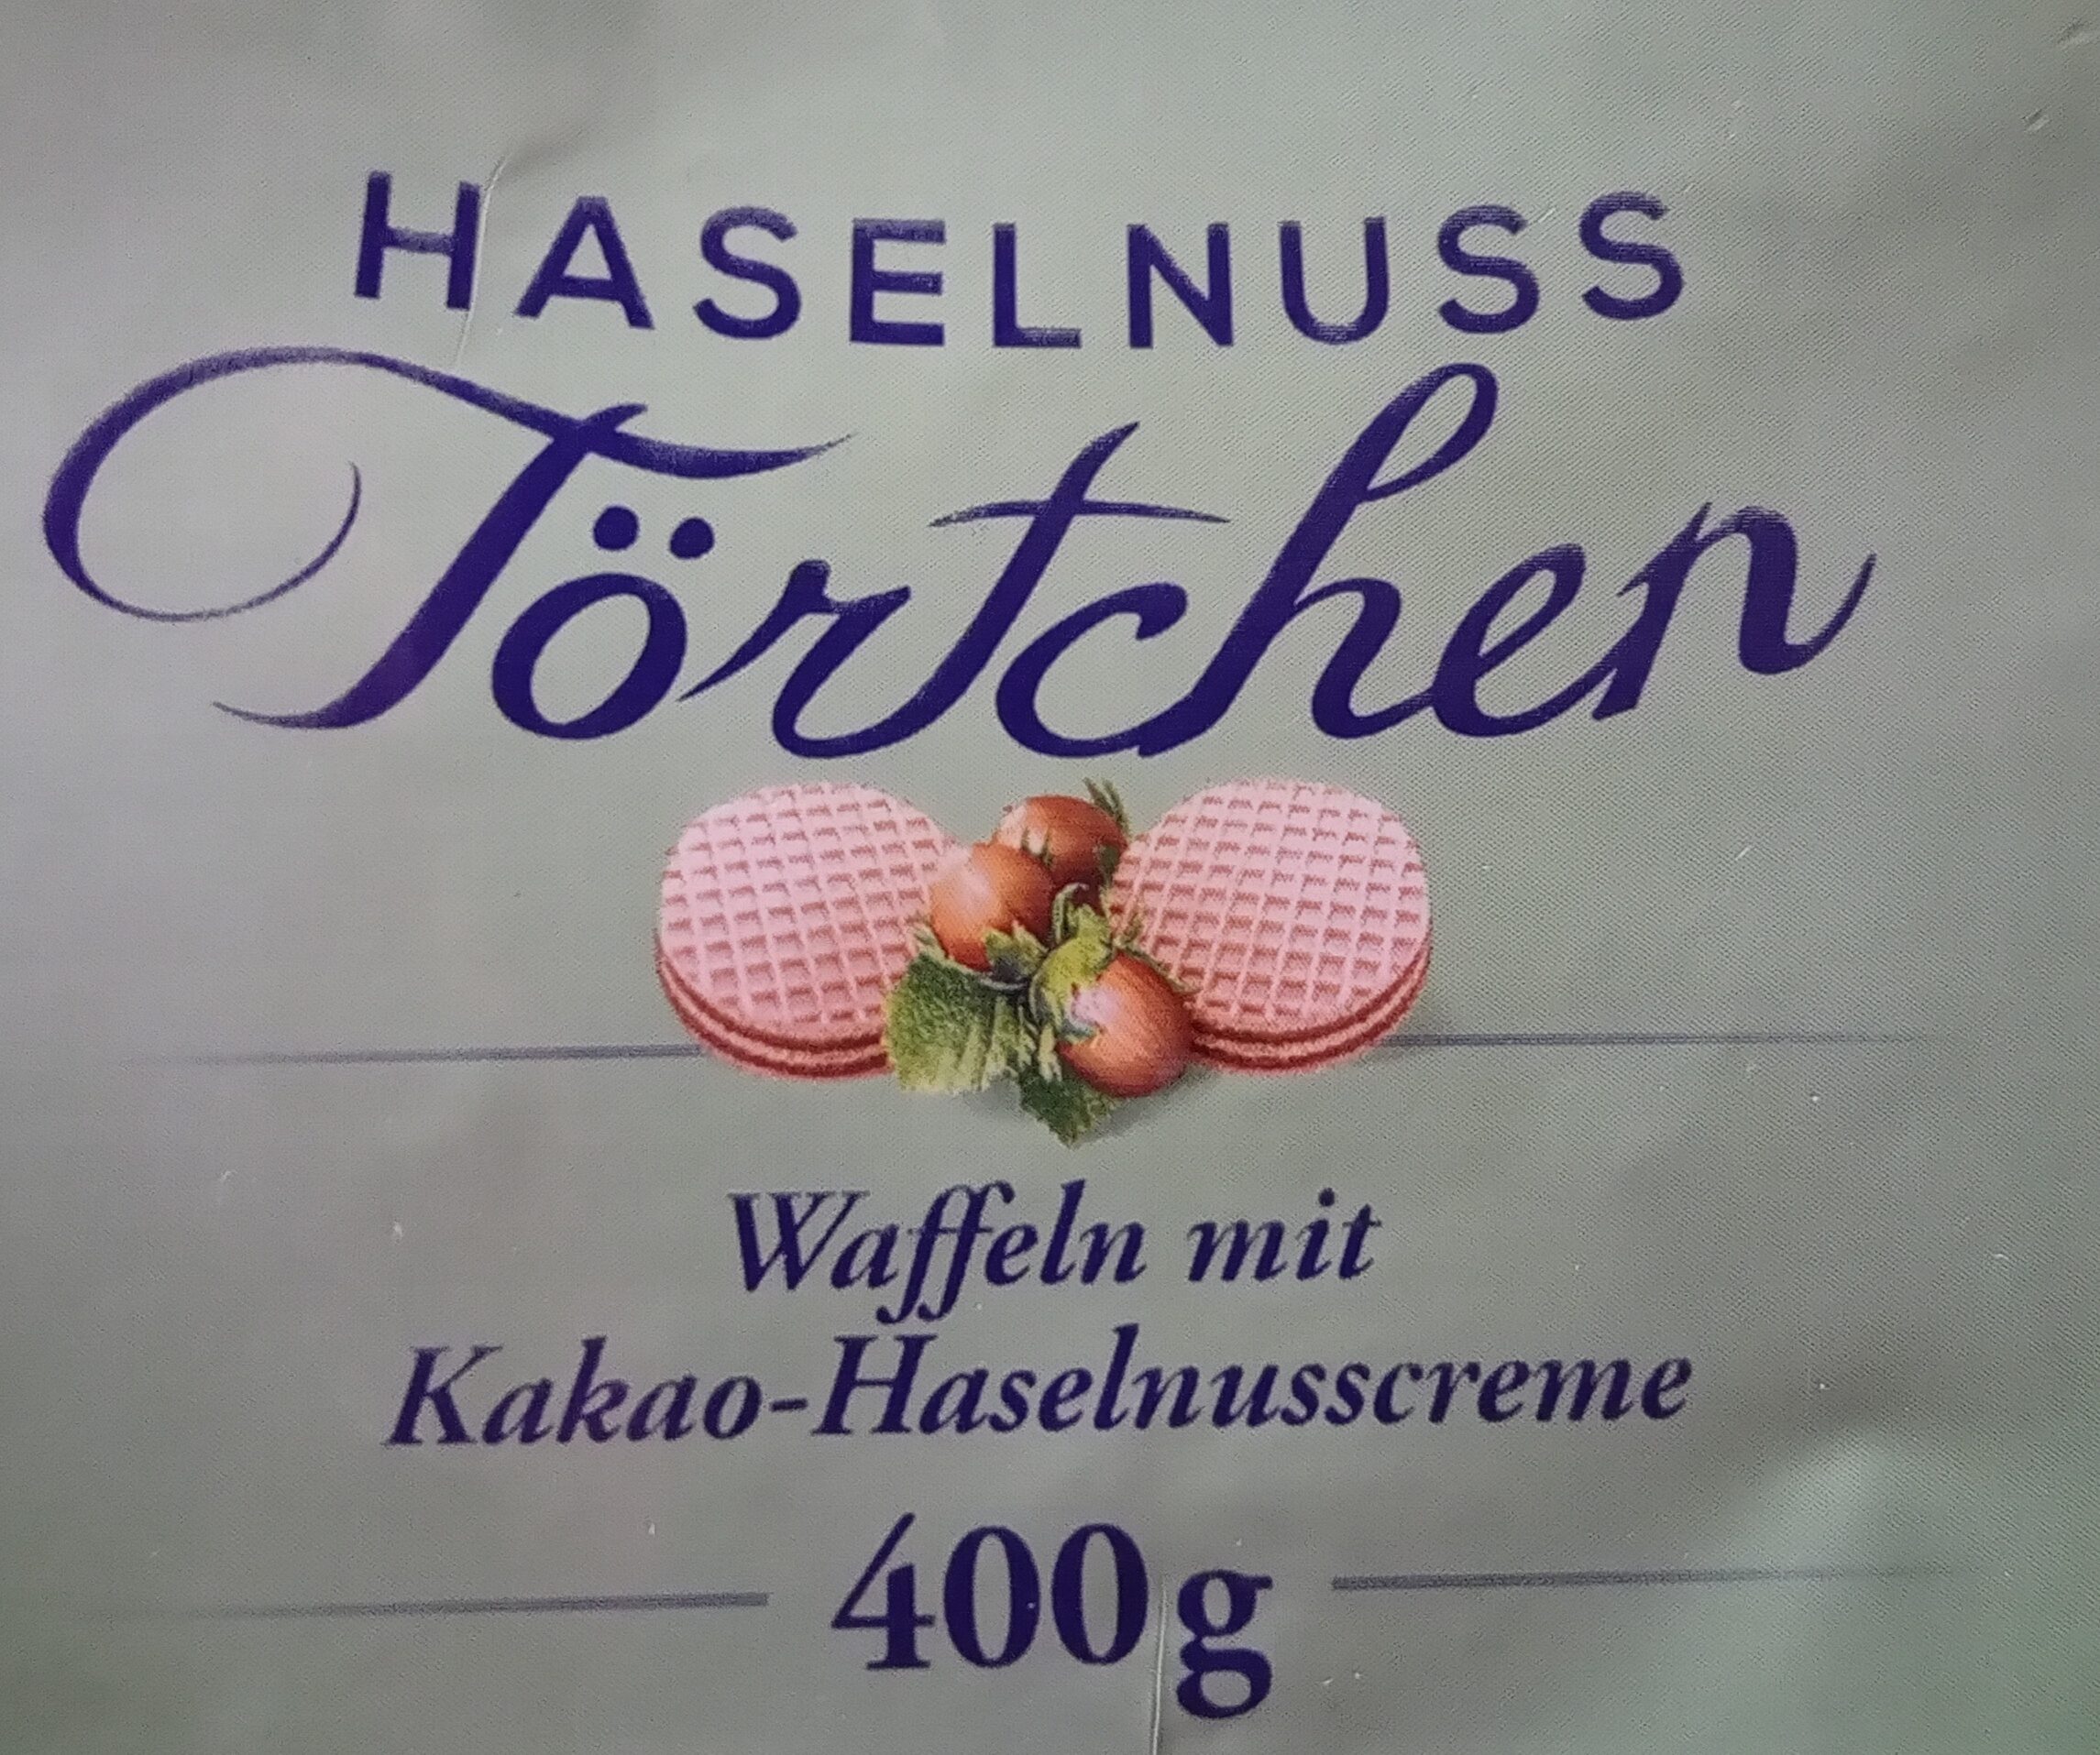 HASELNUSS
Törtchen
Waffeln mit
Kakao-Haselnusscreme
400g